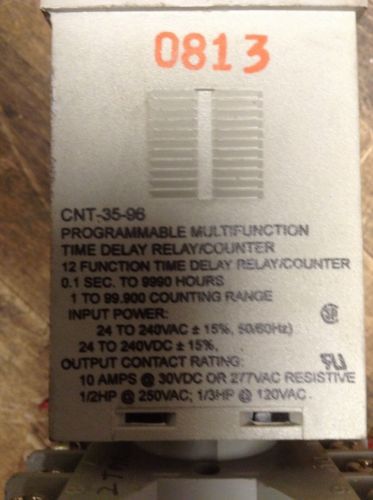 0813
CNT-35-96
PROGRAMMABLE MULTIFUNCTION
TIME DELAY RELAY/COUNTER
12 FUNCTION TIME DELAY RELAY/COUNTER
0.1 SEC. TO 9990 HOURS
1 TO 99,900 COUNTING RANGE
INPUT POWER:
24 TO 240VAC ± 15%, 50/60Hz)
24 TO 240VDC ± 15%,
OUTPUT CONTACT RATING:
10 AMPS @ 30VDC OR 277VAC RESISTIVE
1/2HP @ 250VAC; 1/3HP @ 120VAC.